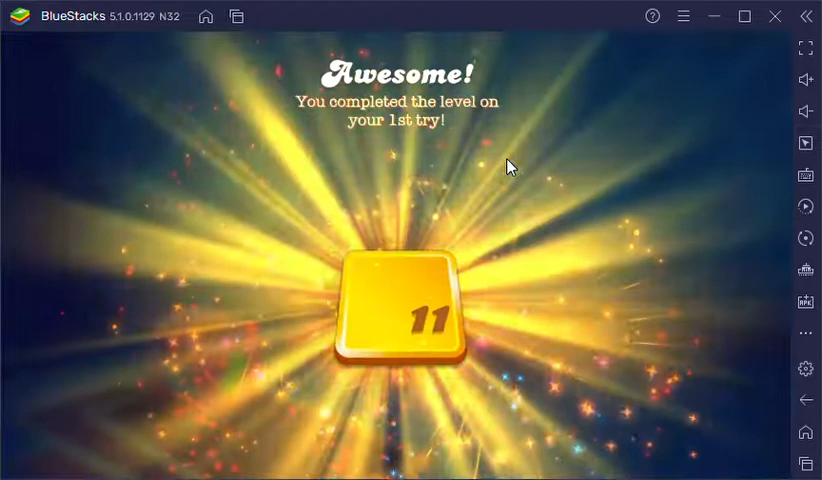 BlueStacks 5.1.0.1129 N32
Awesome!
You completed the level on
your 1st try!
11